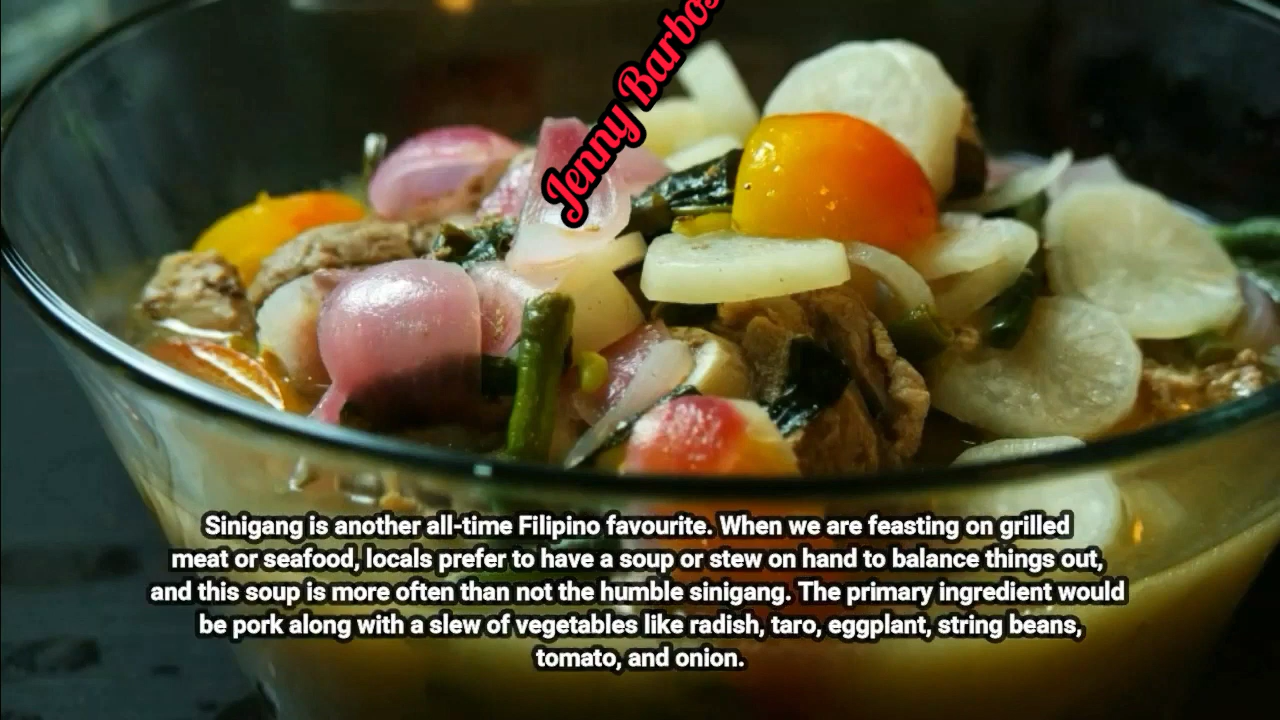 Jenny Barbos
Sinigang is another all-time Filipino favourite. When we are feasting on grilled
meat or seafood, locals prefer to have a soup or stew on hand to balance things out,
and this soup is more often than not the humble sinigang. The primary ingredient would
be pork along with a slew of vegetables like radish, taro, eggplant, string beans,
tomato, and onion.